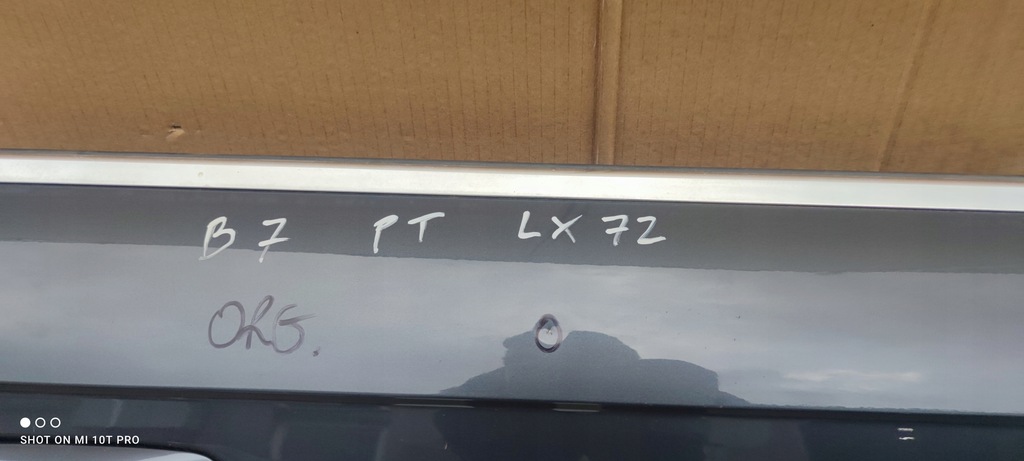 B7 PT LX7Z
ORG.
SHOT ON MI 10T PRO